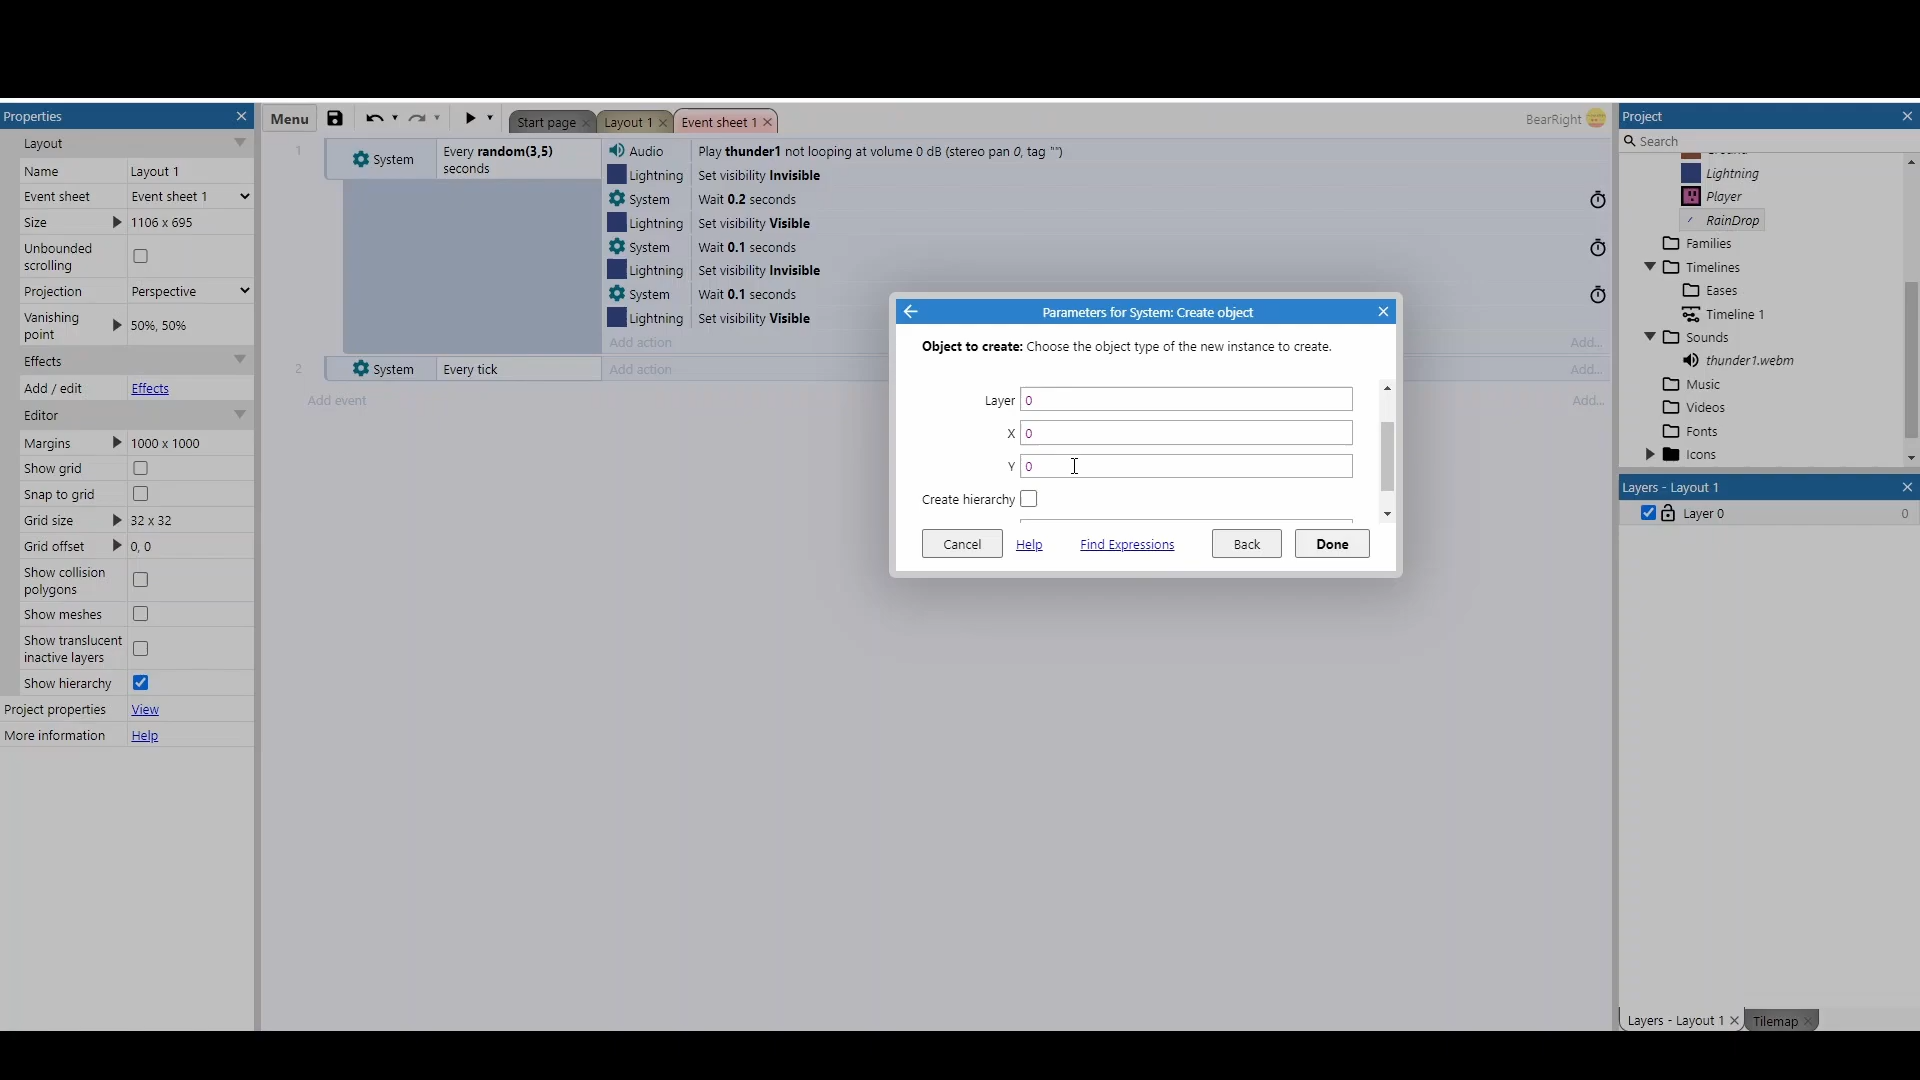 Properties
Layout
Name Layout 1
Event sheet Event sheet 1
Size 1106 x 695
Unbounded
scrolling
Projection Perspective
Vanishing
point 50%, 50%
Effects
Add / edit Effects
Editor
Margins 1000 x 1000
Show grid
Snap to grid
Grid size 32 x 32
Grid offset 0, 0
Show collision
polygons
Show meshes
Show translucent
inactive layers
Show hierarchy
Project properties View
More information Help
Menu
Start page
Layout 1
Event sheet 1
BearRight
1
System
Every random(3,5)
seconds
Audio Play thunder1 not looping at volume 0 dB (stereo pan 0, tag "")
Lightning Set visibility Invisible
System Wait 0.2 seconds
Lightning Set visibility Visible
System Wait 0.1 seconds
Lightning Set visibility Invisible
System Wait 0.1 seconds
Lightning Set visibility Visible
Add action Add...
2 System Every tick Add action Add...
Add event Add...
Parameters for System: Create object
Object to create: Choose the object type of the new instance to create.
Layer 0
X 0
Y 0
Create hierarchy
Cancel Help Find Expressions Back Done
Project
Search
Lightning
Player
RainDrop
Families
Timelines
Eases
Timeline 1
Sounds
thunder1.webm
Music
Videos
Fonts
Icons
Layers - Layout 1
Layer 0 0
Layers - Layout 1 Tilemap